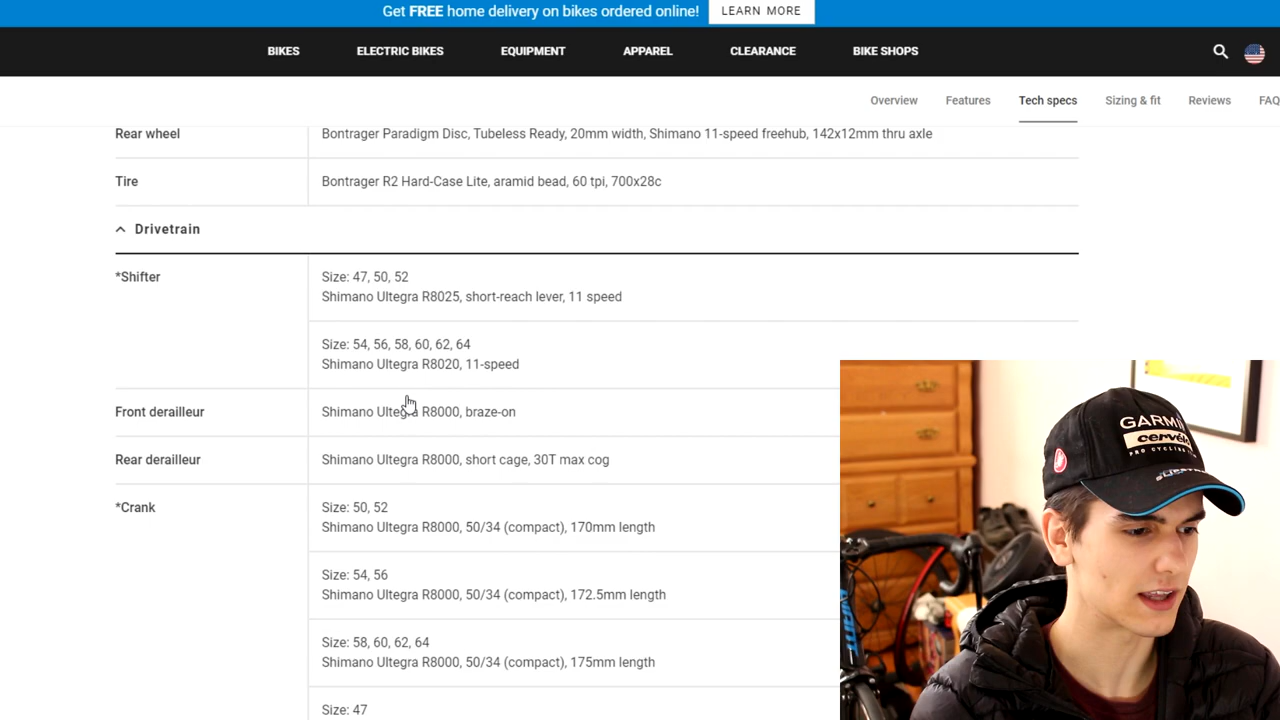 Get FREE home delivery on bikes ordered online!
LEARN MORE
BIKES
ELECTRIC BIKES
EQUIPMENT
APPAREL
CLEARANCE
BIKE SHOPS
Overview
Features
Tech specs
Sizing & fit
Reviews
FAQ
Rear wheel
Bontrager Paradigm Disc, Tubeless Ready, 20mm width, Shimano 11-speed freehub, 142x12mm thru axle
Tire
Bontrager R2 Hard-Case Lite, aramid bead, 60 tpi, 700x28c
Drivetrain
*Shifter
Size: 47, 50, 52
Shimano Ultegra R8025, short-reach lever, 11 speed
Size: 54, 56, 58, 60, 62, 64
Shimano Ultegra R8020, 11-speed
Front derailleur
Shimano Ultegra R8000, braze-on
Rear derailleur
Shimano Ultegra R8000, short cage, 30T max cog
*Crank
Size: 50, 52
Shimano Ultegra R8000, 50/34 (compact), 170mm length
Size: 54, 56
Shimano Ultegra R8000, 50/34 (compact), 172.5mm length
Size: 58, 60, 62, 64
Shimano Ultegra R8000, 50/34 (compact), 175mm length
Size: 47
GARMIN
cervélo
PRO CYCLING